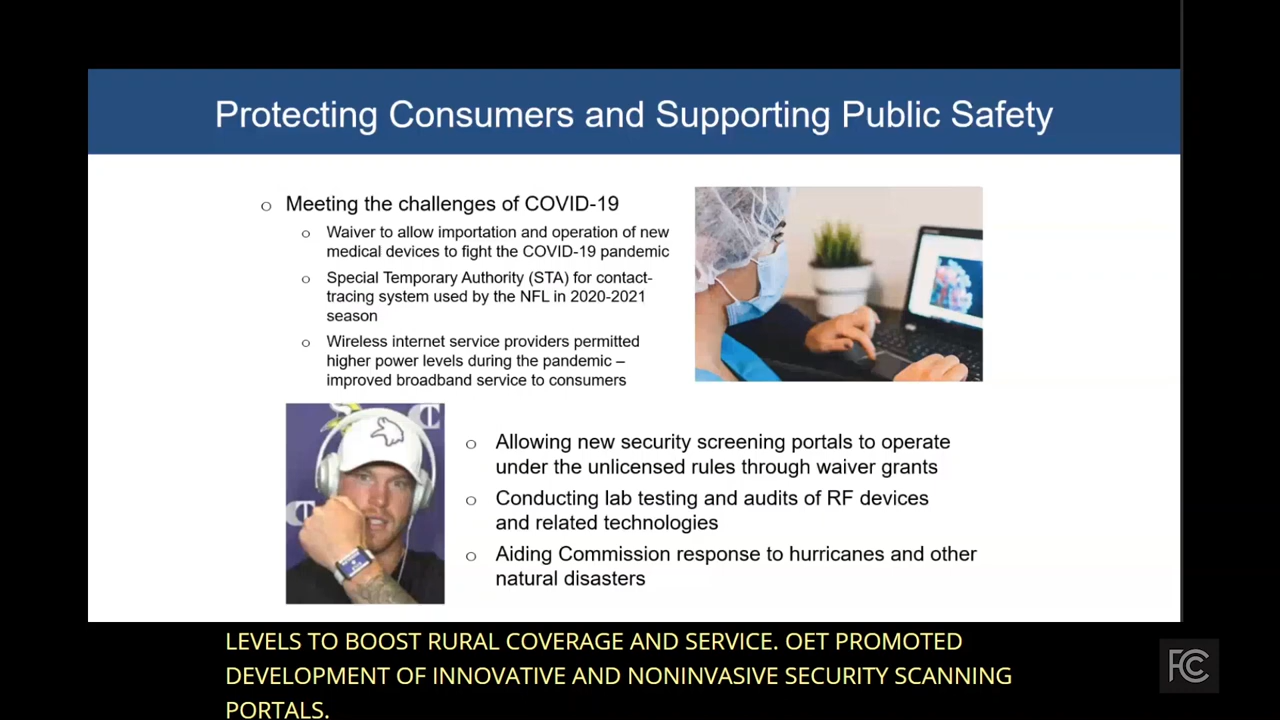 Protecting Consumers and Supporting Public Safety
o Meeting the challenges of COVID-19
o Waiver to allow importation and operation of new
medical devices to fight the COVID-19 pandemic
o Special Temporary Authority (STA) for contact-
tracing system used by the NFL in 2020-2021
season
o Wireless internet service providers permitted
higher power levels during the pandemic –
improved broadband service to consumers
o Allowing new security screening portals to operate
under the unlicensed rules through waiver grants
o Conducting lab testing and audits of RF devices
and related technologies
o Aiding Commission response to hurricanes and other
natural disasters
LEVELS TO BOOST RURAL COVERAGE AND SERVICE. OET PROMOTED
DEVELOPMENT OF INNOVATIVE AND NONINVASIVE SECURITY SCANNING
PORTALS.
FCC